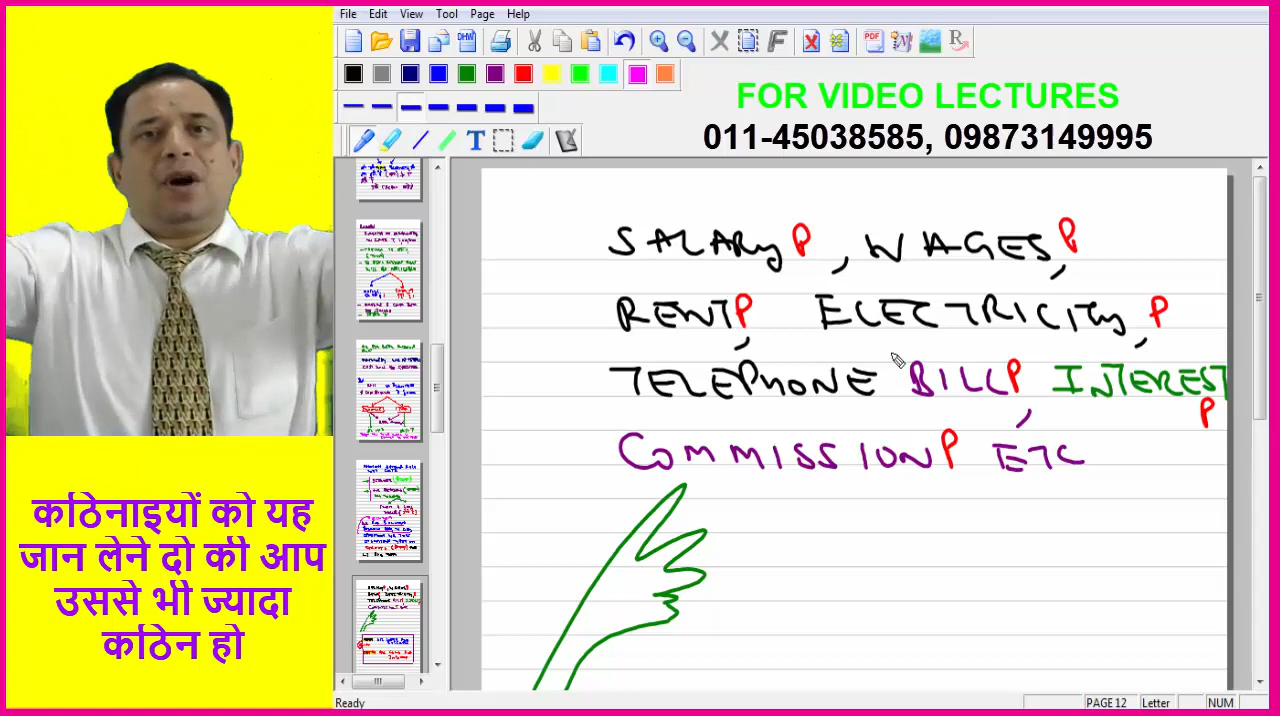 File Edit View Tool Page Help
FOR VIDEO LECTURES
011-45038585, 09873149995
SALARY P, WAGES P,
RENT P, ELECTRICITY, P
TELEPHONE BILL P, INTEREST P
COMMISSION P ETC
कठिनाइयों को यह
जान लेने दो की आप
उससे भी ज्यादा
कठिन हो
Ready PAGE 12 Letter NUM